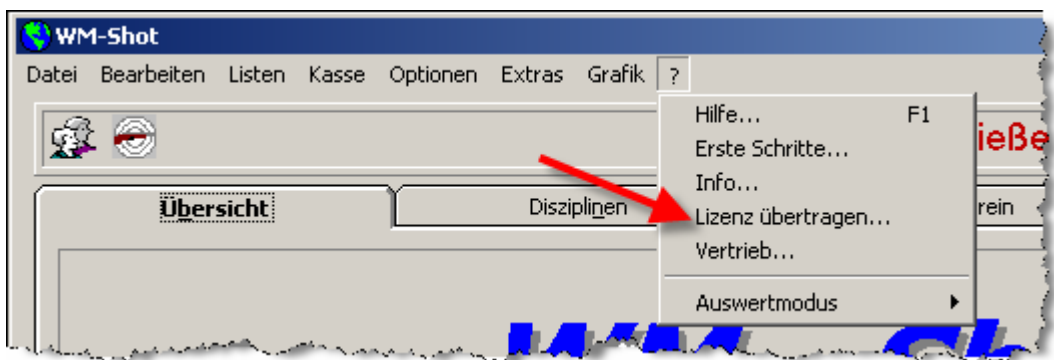 WM-Shot
Datei Bearbeiten Listen Kasse Optionen Extras Grafik ?
Hilfe... F1
Erste Schritte...
Info...
Lizenz übertragen...
Vertrieb...
Auswertmodus
ieße
Übersicht Disziplinen rein